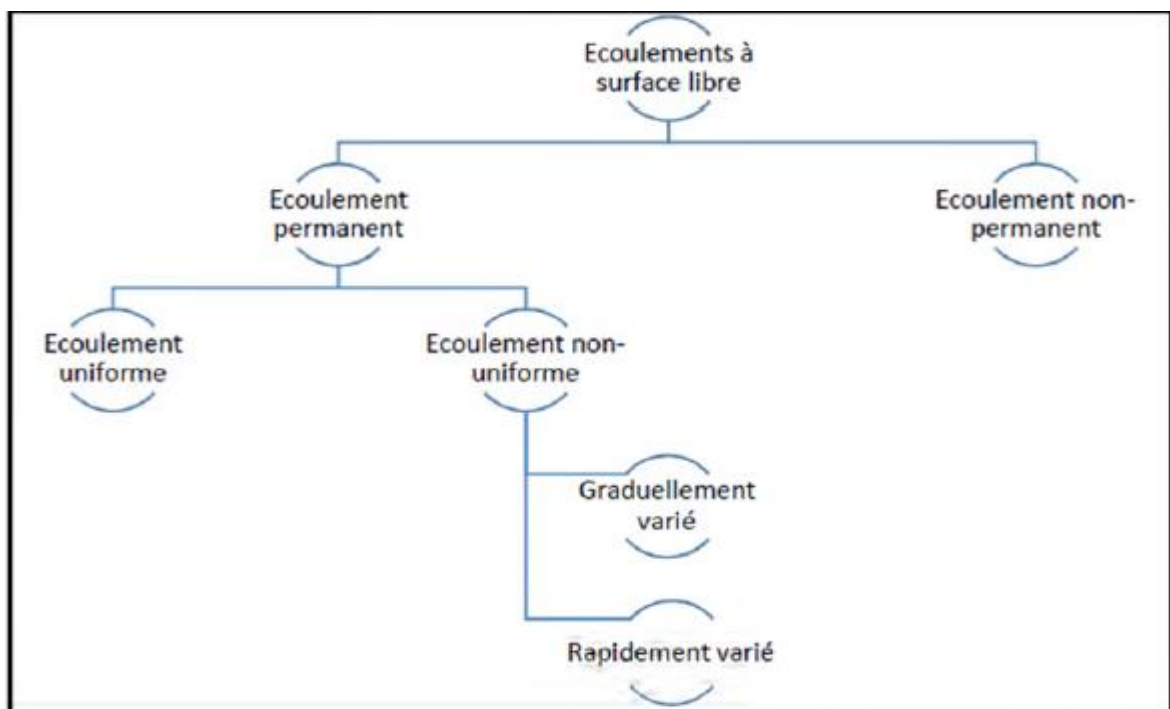 Ecoulements à
surface libre
Ecoulement
permanent
Ecoulement non-
permanent
Ecoulement
uniforme
Ecoulement non-
uniforme
Graduellement
varié
Rapidement varié